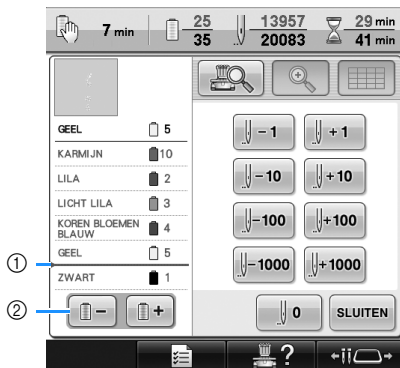 7 min
25
35
13957
20083
29 min
41 min
GEEL 5
KARMIJN 10
LILA 2
LICHT LILA 3
KOREN BLOEMEN
BLAUW 4
GEEL 5
ZWART 1
①
②
− +
−1 +1
−10 +10
−100 +100
−1000 +1000
0 SLUITEN
?